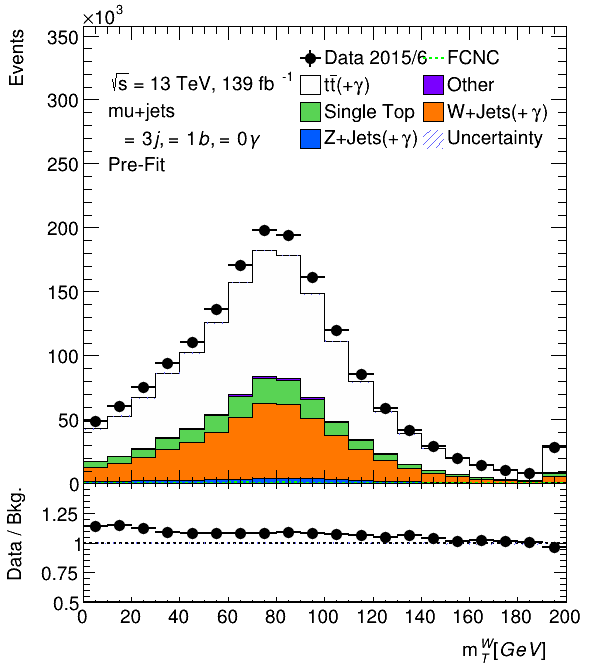 ×10³
Events
350
300
250
200
150
100
50
0
√s = 13 TeV, 139 fb⁻¹
mu+jets
= 3j, = 1b, = 0γ
Pre-Fit
Data 2015/6 FCNC
tt̄(+γ) Other
Single Top W+Jets(+γ)
Z+Jets(+γ) Uncertainty
Data / Bkg.
1.25
1
0.75
0.5
0 20 40 60 80 100 120 140 160 180 200
m_T^W [GeV]